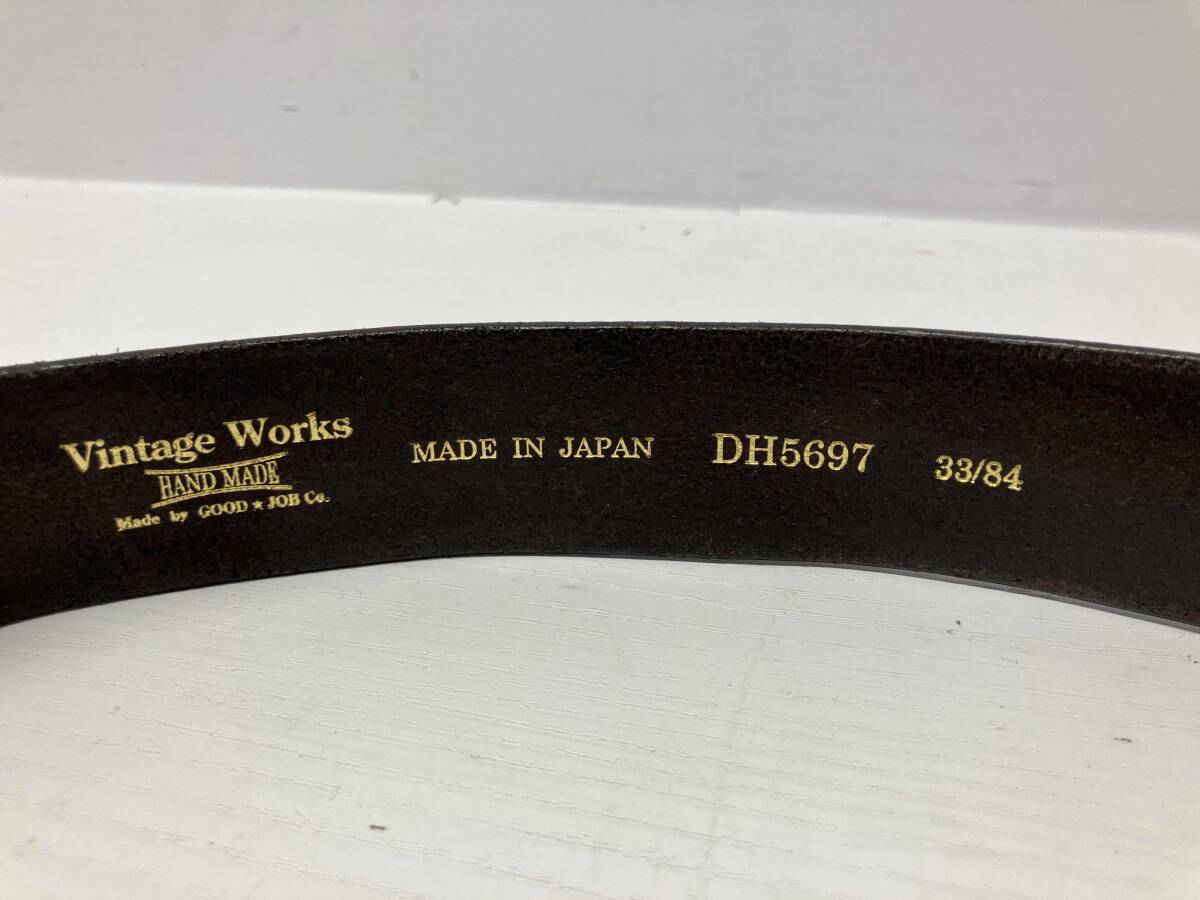 Vintage Works
HAND MADE
Made by GOOD★JOB Co.
MADE IN JAPAN
DH5697
33/84